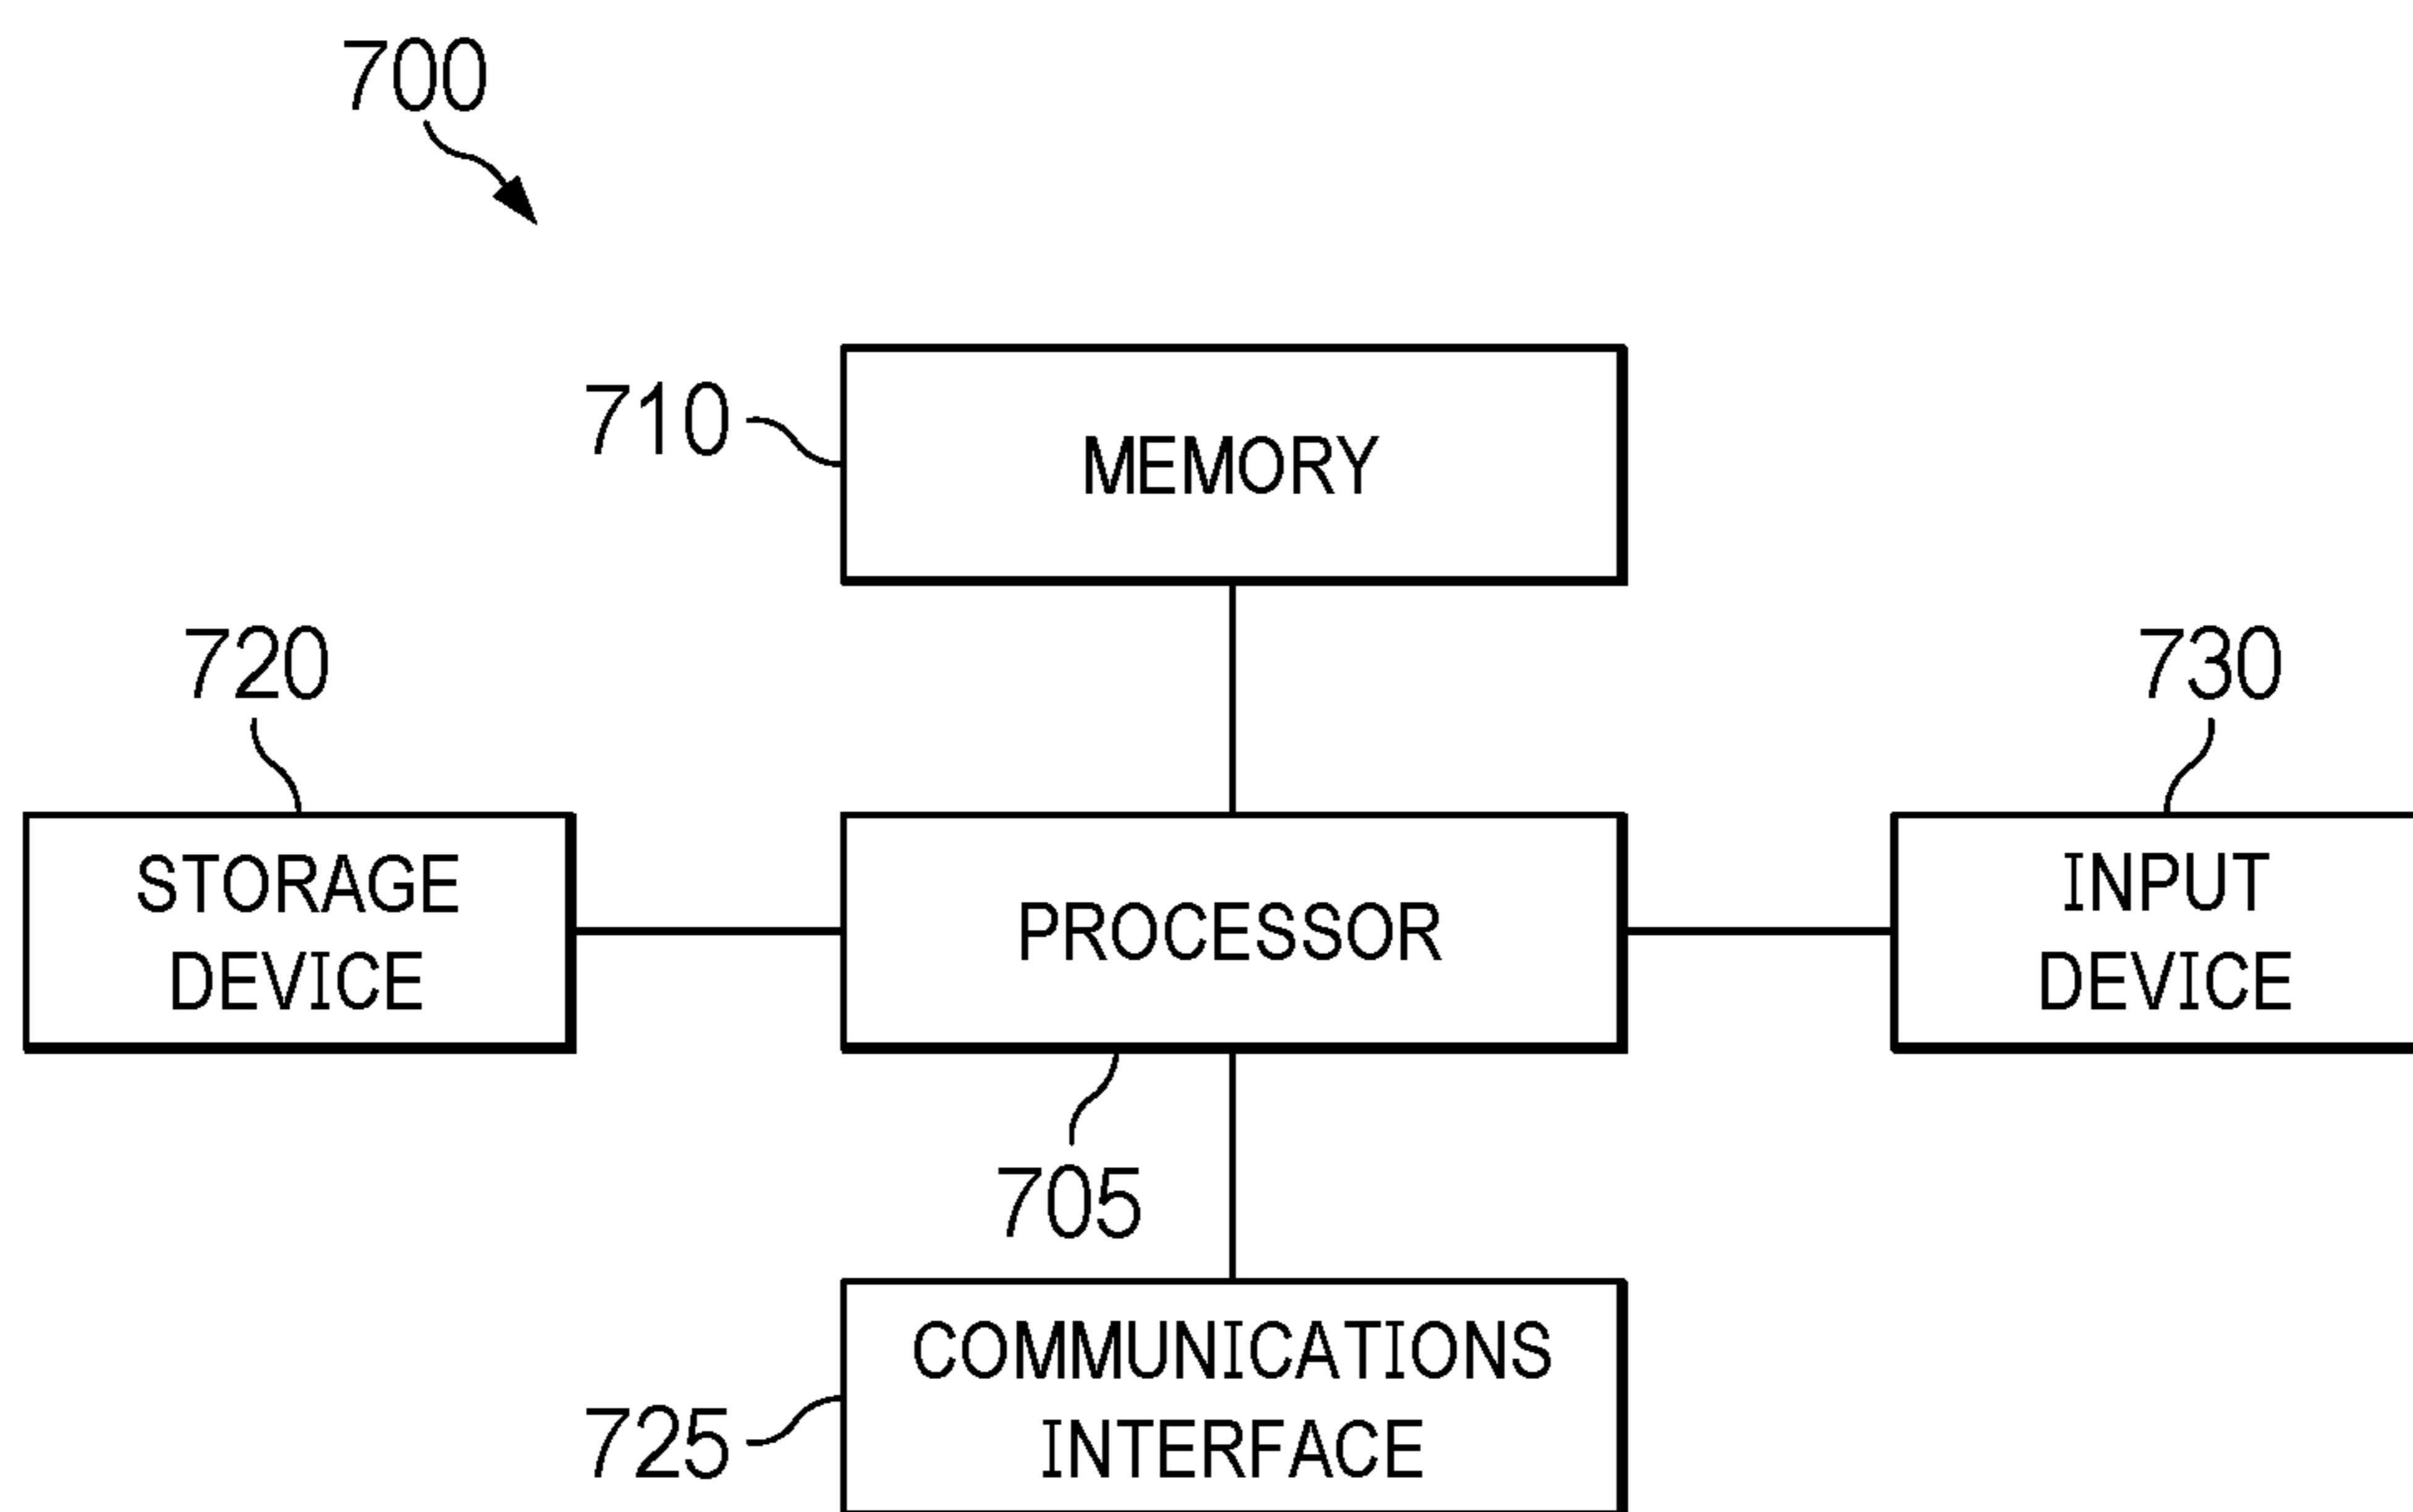 700
710
MEMORY
720
730
STORAGE
DEVICE
PROCESSOR
INPUT
DEVICE
705
COMMUNICATIONS
INTERFACE
725